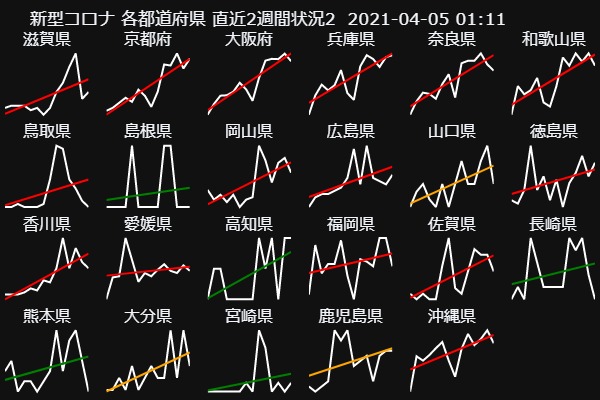 新型コロナ 各都道府県 直近2週間状況2 2021-04-05 01:11
滋賀県 京都府 大阪府 兵庫県 奈良県 和歌山県
鳥取県 島根県 岡山県 広島県 山口県 徳島県
香川県 愛媛県 高知県 福岡県 佐賀県 長崎県
熊本県 大分県 宮崎県 鹿児島県 沖縄県